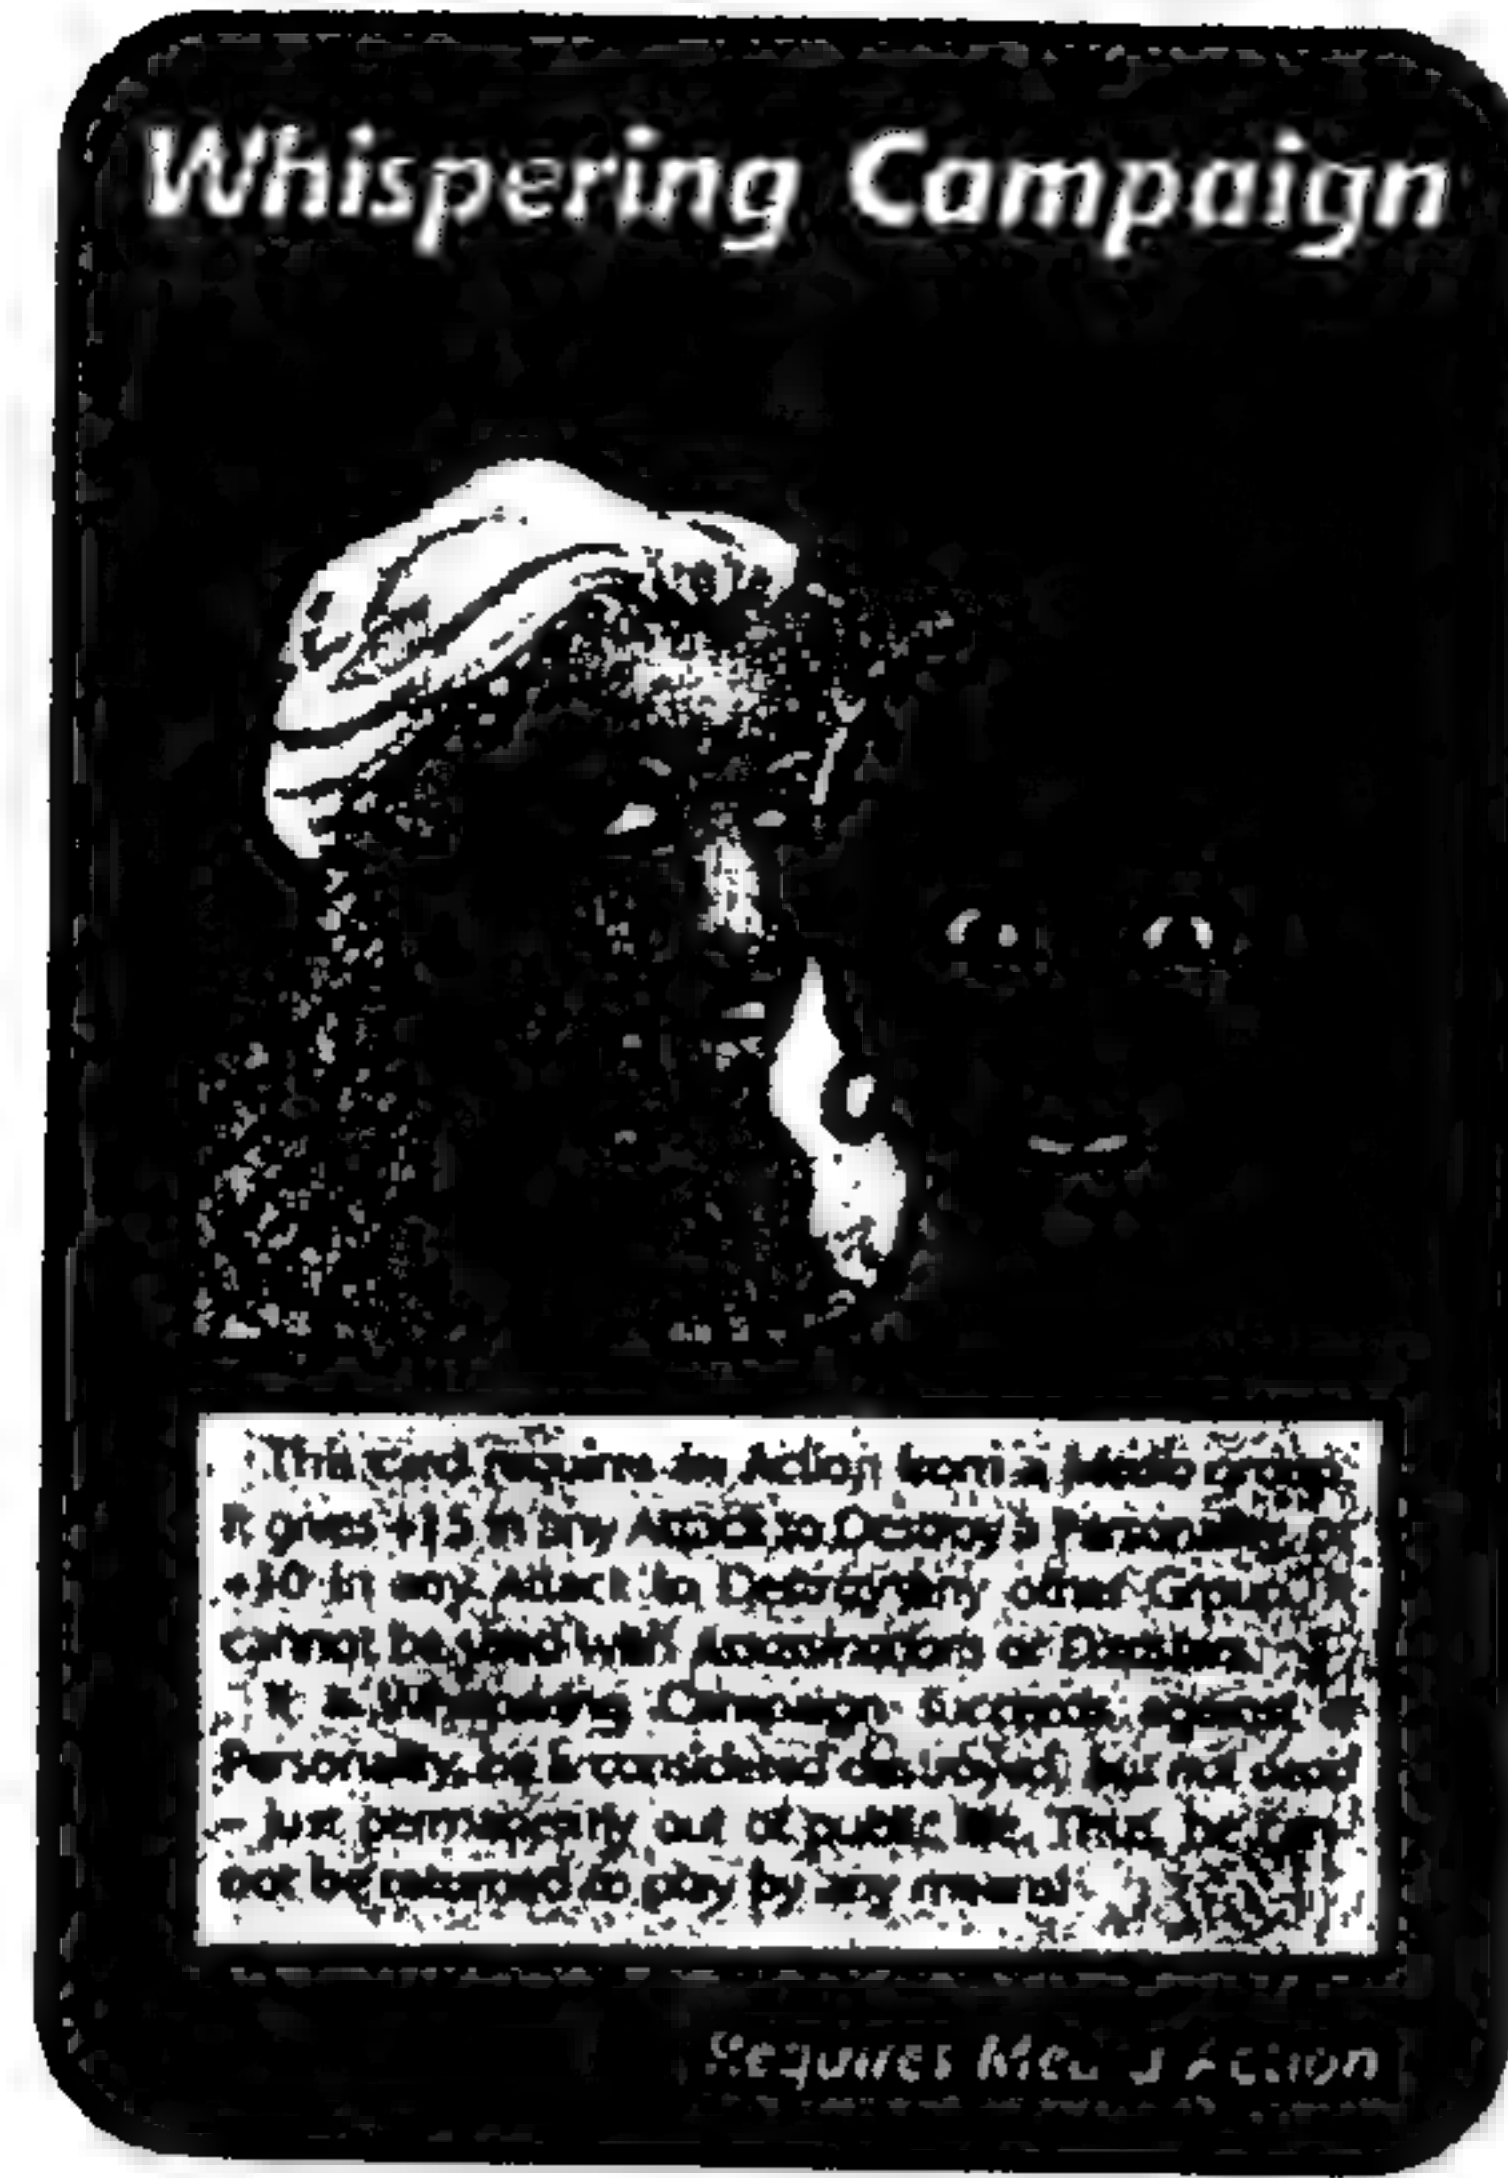 Whispering Campaign
This card requires an Action from a Media group.
It gives +15 in any Attack to Destroy a Personality, or
+10 in any Attack to Destroy any other Group. It
cannot be used with Assassinations or Disasters.
If a Whispering Campaign succeeds against a
Personality, he is considered destroyed, but not dead
– just permanently out of public life. Thus, he can
not be returned to play by any means!
Requires Media Action